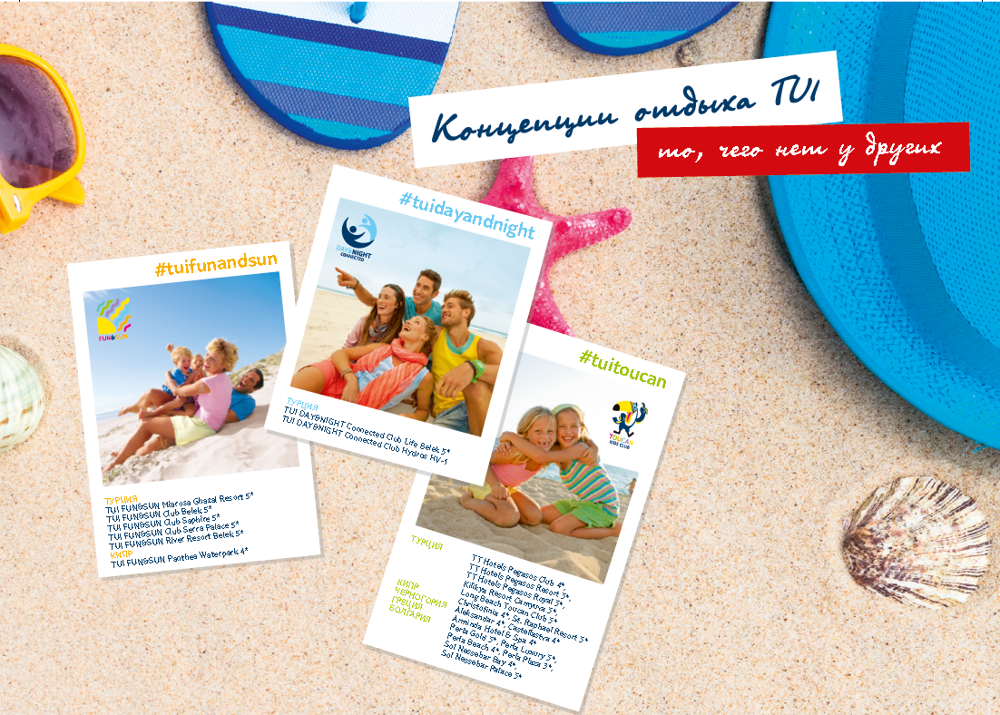 Концепции отдыха TUI
то, чего нет у других
#tuifunandsun
FUN&SUN
ТУРЦИЯ
TUI FUN&SUN Miarosa Ghazal Resort 5*
TUI FUN&SUN Club Belek 5*
TUI FUN&SUN Club Saphire 5*
TUI FUN&SUN Club Serra Palace 5*
TUI FUN&SUN River Resort Belek 5*
КИПР
TUI FUN&SUN Panthea Waterpark 4*
#tuidayandnight
DAY&NIGHT
CONNECTED
ТУРЦИЯ
TUI DAY&NIGHT Connected Club Life Belek 5*
TUI DAY&NIGHT Connected Club Hydros HV-1
#tuitoucan
TOUCAN
KIDS CLUB
ТУРЦИЯ
TT Hotels Pegasos Club 4*,
TT Hotels Pegasos Resort 5*,
TT Hotels Pegasos Royal 5*,
Kilikya Resort Camyuva 5*,
Long Beach Toucan Club 5*
КИПР
Christofinia 4*, St. Raphael Resort 5*
ЧЕРНОГОРИЯ
Aleksandar 4*, Castellastva 4*
ГРЕЦИЯ
Arminda Hotel & Spa 4*
БОЛГАРИЯ
Perla Gold 3*, Perla Luxury 3*,
Perla Beach 4*, Perla Plaza 3*,
Sol Nessebar Bay 4*,
Sol Nessebar Palace 5*